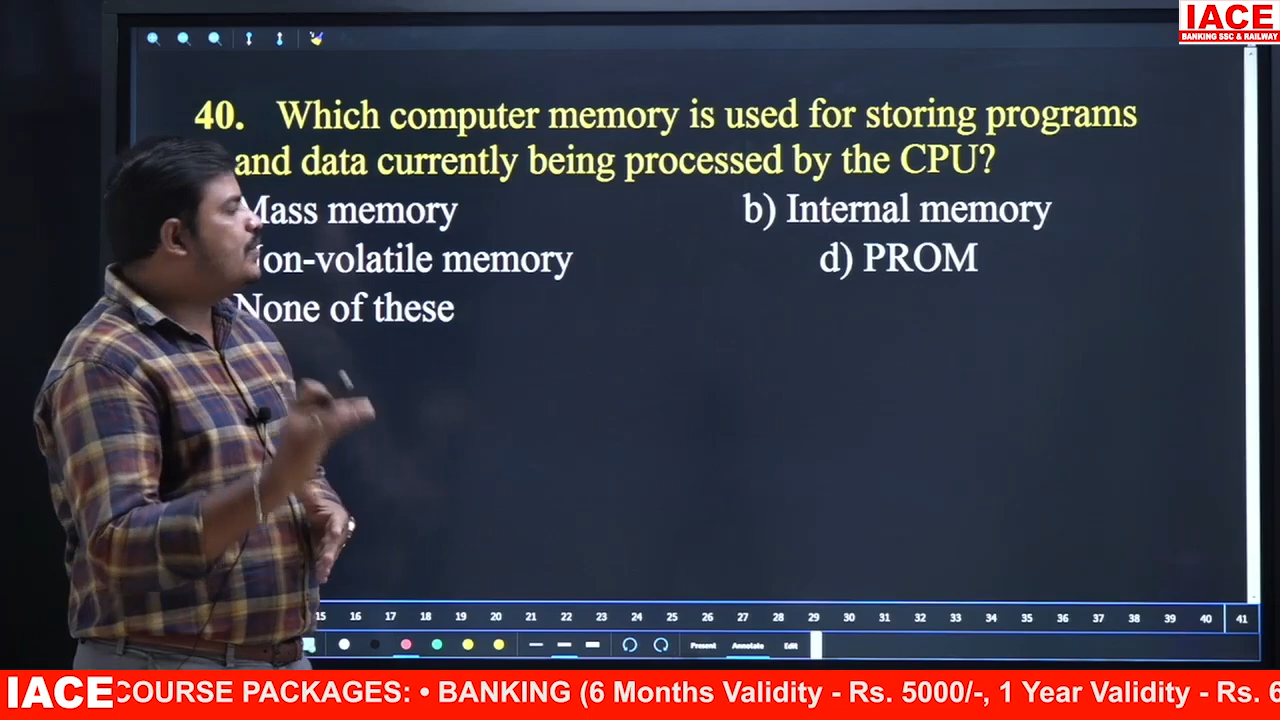 IACE
BANKING SSC & RAILWAY
40. Which computer memory is used for storing programs
and data currently being processed by the CPU?
Mass memory b) Internal memory
on-volatile memory d) PROM
None of these
15 16 17 18 19 20 21 22 23 24 25 26 27 28 29 30 31 32 33 34 35 36 37 38 39 40 41
Present Annotate Edit
IACE COURSE PACKAGES: • BANKING (6 Months Validity - Rs. 5000/-, 1 Year Validity - Rs. 6